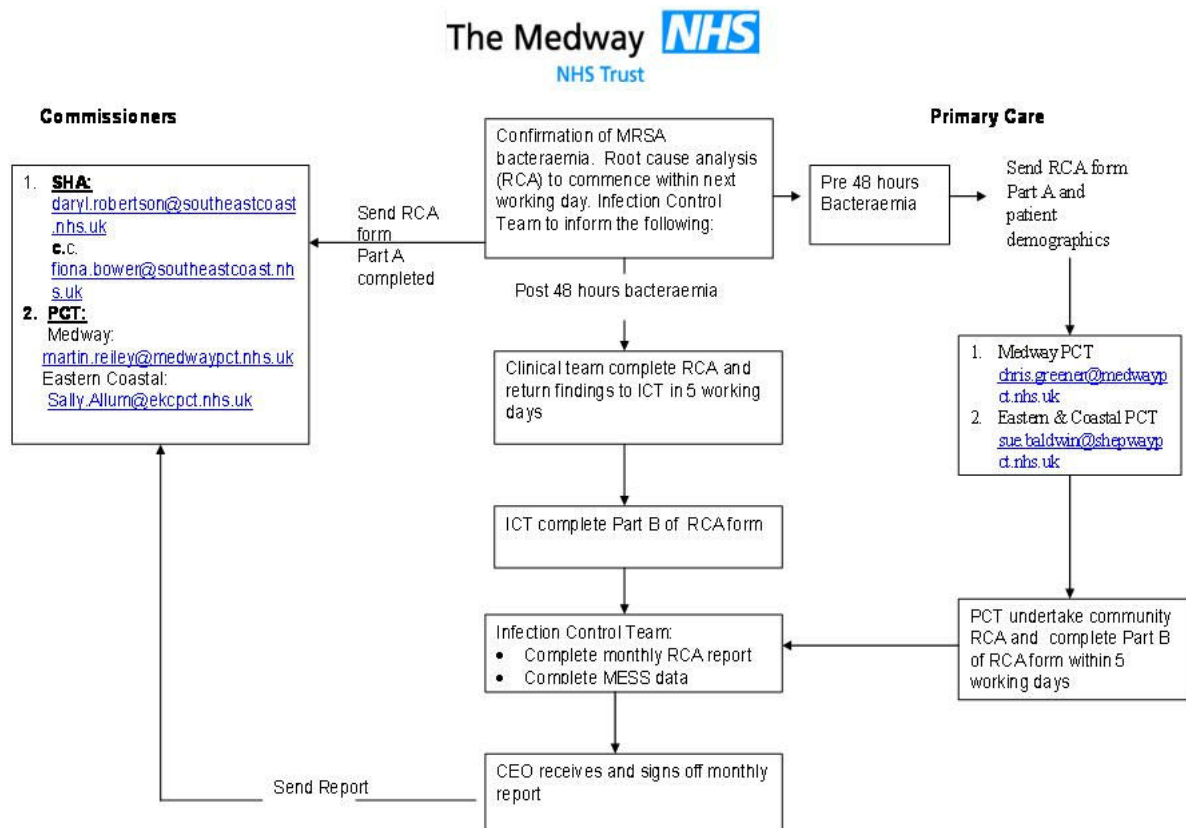 The Medway NHS
NHS Trust
Commissioners
1. SHA:
daryl.robertson@southeastcoast
.nhs.uk
c.c.
fiona.bower@southeastcoast.nh
s.uk
2. PCT:
Medway:
martin.reiley@medwaypct.nhs.uk
Eastern Coastal:
Sally.Allum@ekcpct.nhs.uk
Send RCA
form
Part A
completed
Confirmation of MRSA
bacteraemia. Root cause analysis
(RCA) to commence within next
working day. Infection Control
Team to inform the following:
Primary Care
Pre 48 hours
Bacteraemia
Send RCA form
Part A and
patient
demographics
Post 48 hours bacteraemia
Clinical team complete RCA and
return findings to ICT in 5 working
days
1. Medway PCT
chris.greener@medwayp
ct.nhs.uk
2. Eastern & Coastal PCT
sue.baldwin@shepwayp
ct.nhs.uk
ICT complete Part B of RCA form
Infection Control Team:
• Complete monthly RCA report
• Complete MESS data
PCT undertake community
RCA and complete Part B
of RCA form within 5
working days
CEO receives and signs off monthly
report
Send Report